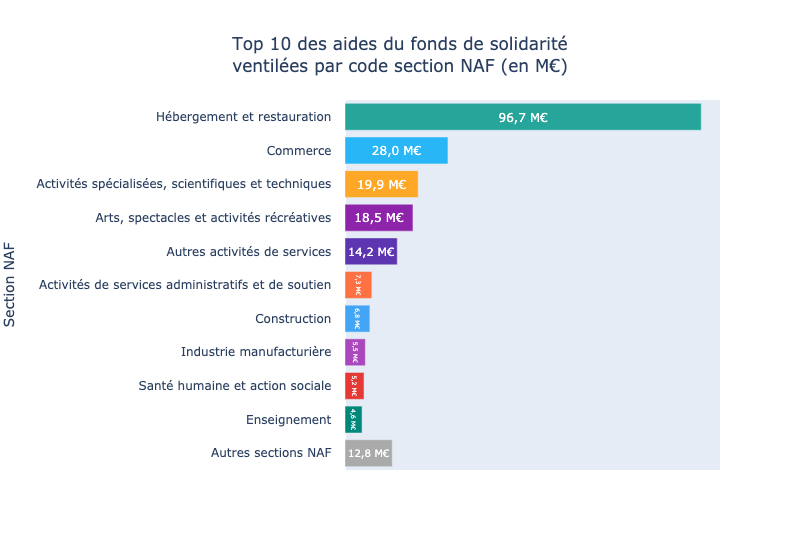 Top 10 des aides du fonds de solidarité
ventilées par code section NAF (en M€)
Section NAF
Hébergement et restauration 96,7 M€
Commerce 28,0 M€
Activités spécialisées, scientifiques et techniques 19,9 M€
Arts, spectacles et activités récréatives 18,5 M€
Autres activités de services 14,2 M€
Activités de services administratifs et de soutien 7,3 M€
Construction 6,8 M€
Industrie manufacturière 5,5 M€
Santé humaine et action sociale 5,2 M€
Enseignement 4,6 M€
Autres sections NAF 12,8 M€